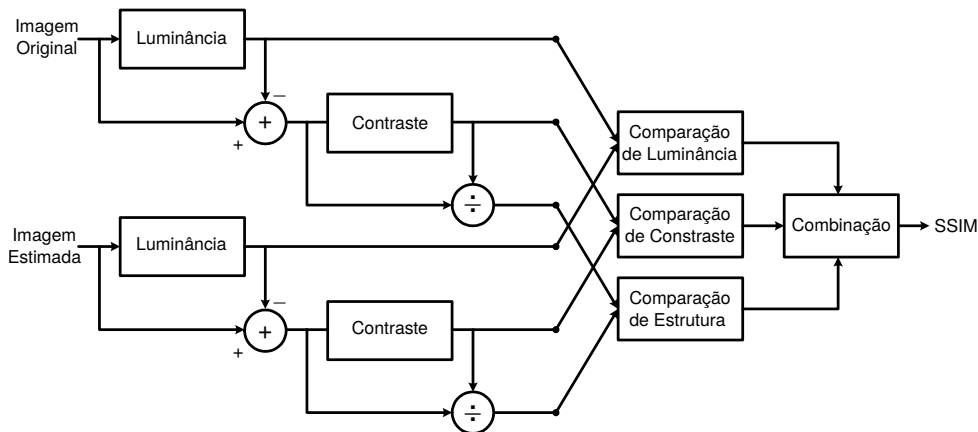 Imagem
Original
Luminância
−
+
+
Contraste
÷
Comparação
de Luminância
Imagem
Estimada
Luminância
Comparação
de Constraste
Combinação
SSIM
−
+
+
Contraste
÷
Comparação
de Estrutura